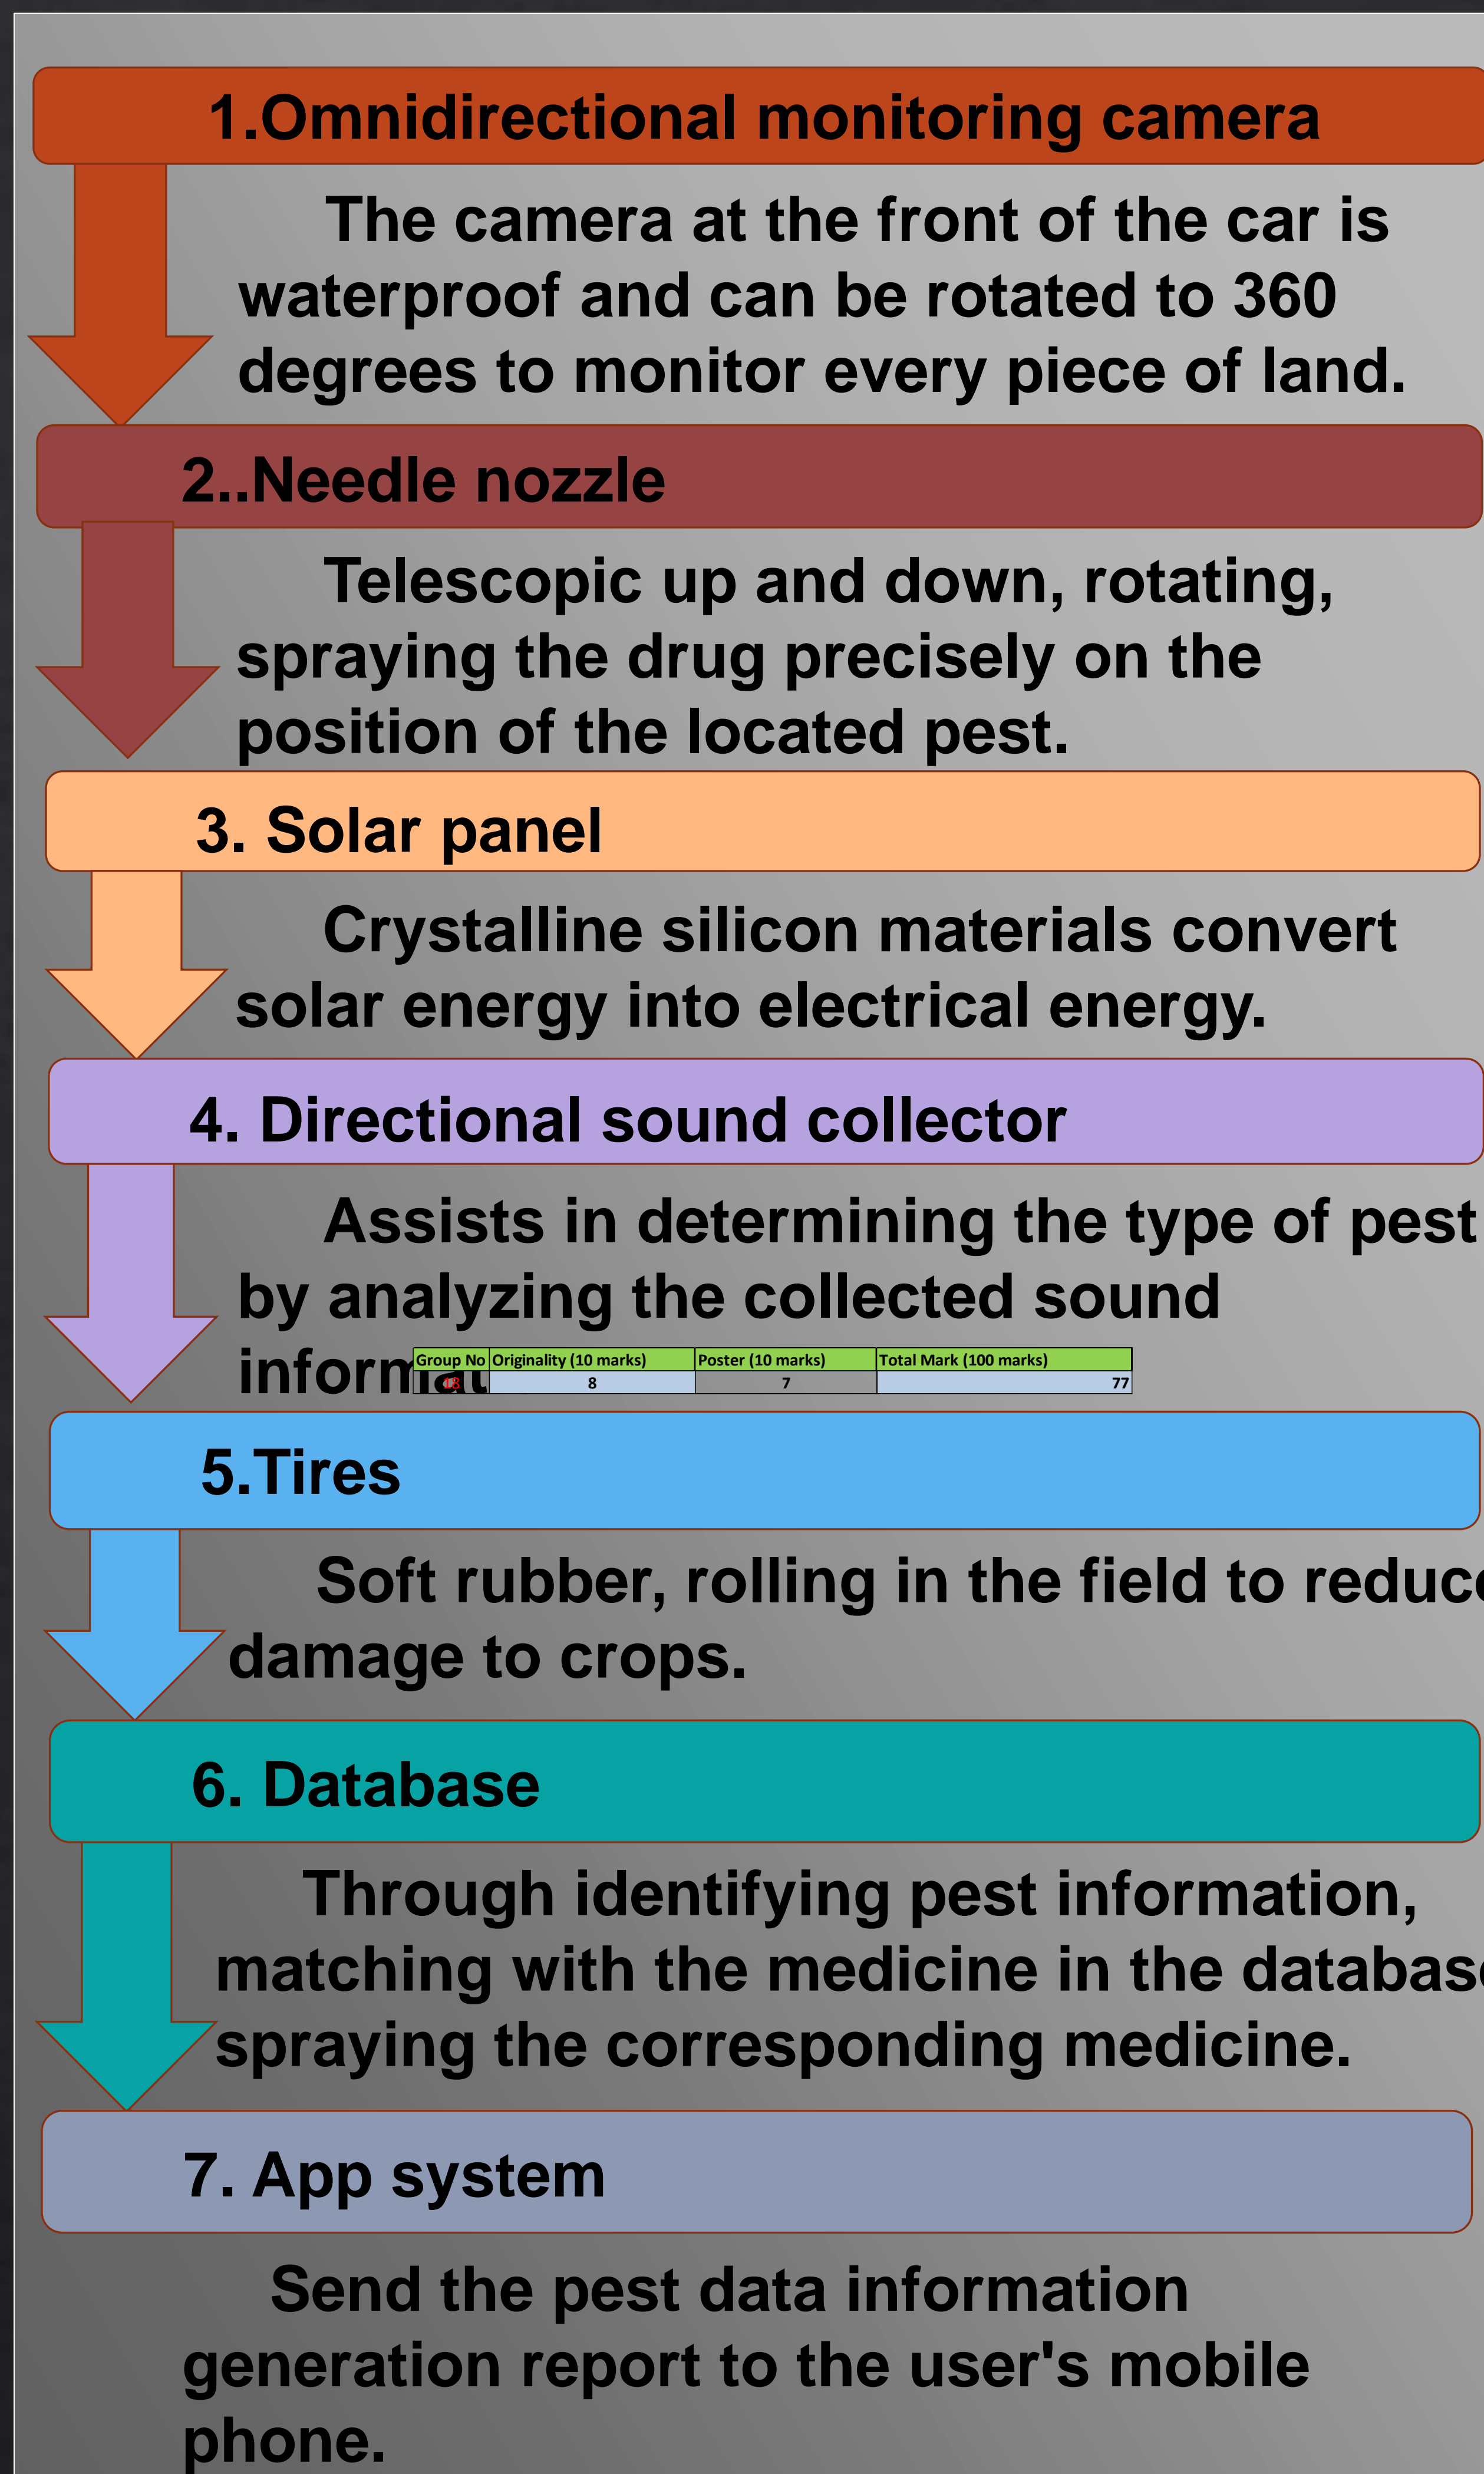 1.Omnidirectional monitoring camera
The camera at the front of the car is
waterproof and can be rotated to 360
degrees to monitor every piece of land.
2..Needle nozzle
Telescopic up and down, rotating,
spraying the drug precisely on the
position of the located pest.
3. Solar panel
Crystalline silicon materials convert
solar energy into electrical energy.
4. Directional sound collector
Assists in determining the type of pest
by analyzing the collected sound
Group No Originality (10 marks) Poster (10 marks) Total Mark (100 marks)
8 7 77
5.Tires
Soft rubber, rolling in the field to reduce
damage to crops.
6. Database
Through identifying pest information,
matching with the medicine in the database
spraying the corresponding medicine.
7. App system
Send the pest data information
generation report to the user's mobile
phone.